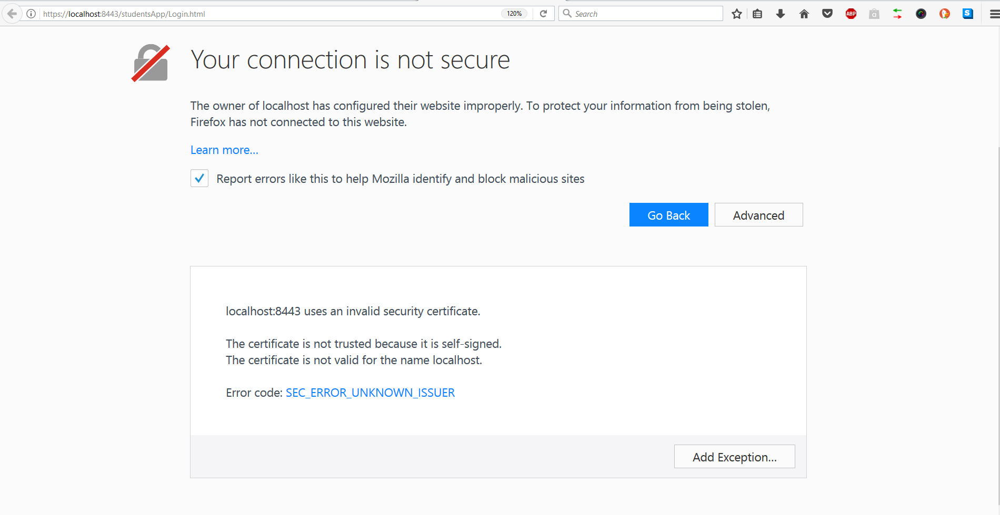 https://localhost:8443/studentsApp/Login.html
120%
Search
ABP
a
S
Your connection is not secure
The owner of localhost has configured their website improperly. To protect your information from being stolen,
Firefox has not connected to this website.
Learn more...
Report errors like this to help Mozilla identify and block malicious sites
Go Back
Advanced
localhost:8443 uses an invalid security certificate.
The certificate is not trusted because it is self-signed.
The certificate is not valid for the name localhost.
Error code: SEC_ERROR_UNKNOWN_ISSUER
Add Exception...